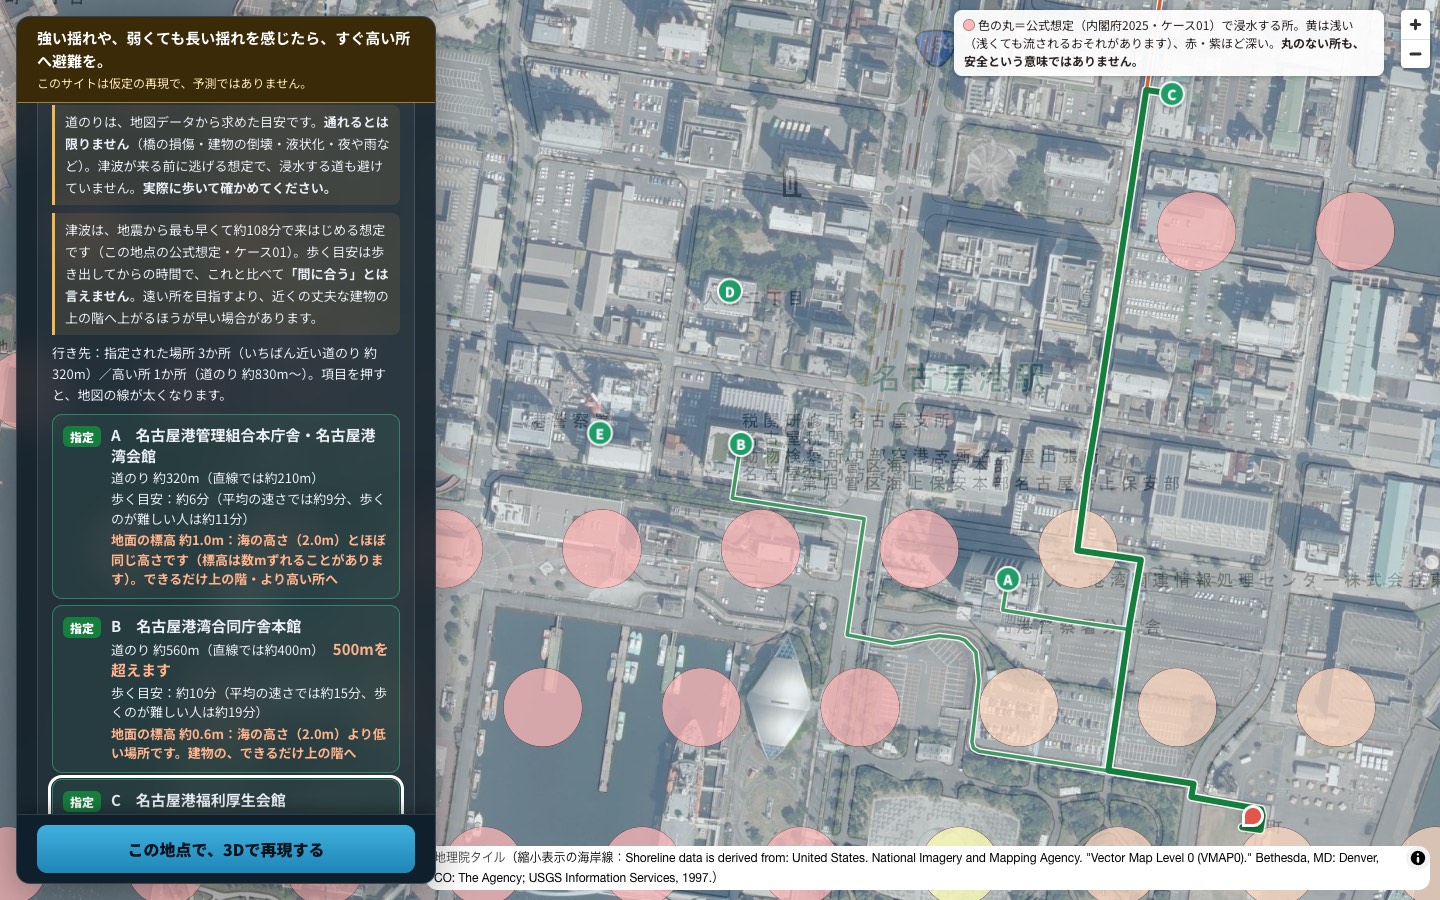 強い揺れや、弱くても長い揺れを感じたら、すぐ高い所
へ避難を。
このサイトは仮定の再現で、予測ではありません。
道のりは、地図データから求めた目安です。通れるとは
限りません（橋の損傷・建物の倒壊・液状化・夜や雨な
ど）。津波が来る前に逃げる想定で、浸水する道も避け
ていません。実際に歩いて確かめてください。
津波は、地震から最も早くて約108分で来はじめる想定
です（この地点の公式想定・ケース01）。歩く目安は歩
き出してからの時間で、これと比べて「間に合う」とは
言えません。遠い所を目指すより、近くの丈夫な建物の
上の階へ上がるほうが早い場合があります。
行き先：指定された場所 3か所（いちばん近い道のり 約
320m）／高い所 1か所（道のり 約830m〜）。項目を押す
と、地図の線が太くなります。
指定 A 名古屋港管理組合本庁舎・名古屋港
湾会館
道のり 約320m（直線では約210m）
歩く目安：約6分（平均の速さでは約9分、歩く
のが難しい人は約11分）
地面の標高 約1.0m：海の高さ（2.0m）とほぼ
同じ高さです（標高は数mずれることがありま
す）。できるだけ上の階・より高い所へ
指定 B 名古屋港湾合同庁舎本館
道のり 約560m（直線では約400m） 500mを
超えます
歩く目安：約10分（平均の速さでは約15分、歩
くのが難しい人は約19分）
地面の標高 約0.6m：海の高さ（2.0m）より低
い場所です。建物の、できるだけ上の階へ
指定 C 名古屋港福利厚生会館
この地点で、3Dで再現する
色の丸＝公式想定（内閣府2025・ケース01）で浸水する所。黄は浅い
（浅くても流されるおそれがあります）、赤・紫ほど深い。丸のない所も、
安全という意味ではありません。
+
−
C
D
名古屋港駅
税関研修所名古屋支所
E
B
A
地理院タイル（縮小表示の海岸線：Shoreline data is derived from: United States. National Imagery and Mapping Agency. "Vector Map Level 0 (VMAP0)." Bethesda, MD: Denver,
CO: The Agency; USGS Information Services, 1997.）